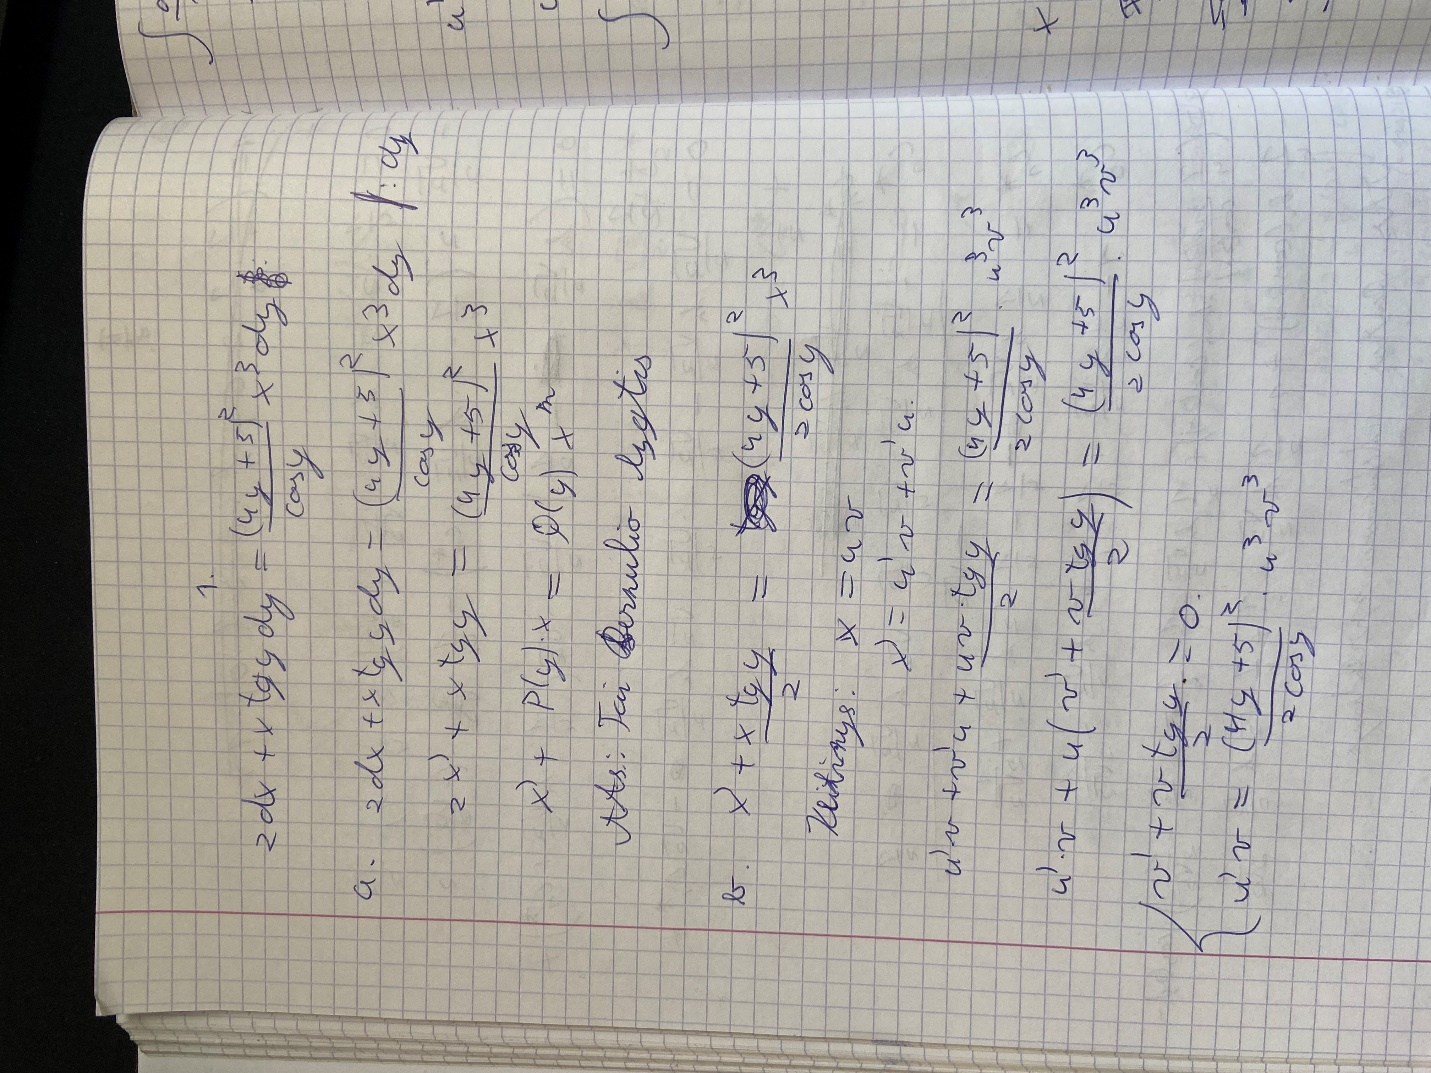 1.
2dx + x tgy dy = (4y+5)² / cosy x³ dy
a. 2dx + x tgy dy = (4y+5)² / cosy x³ dy |: dy
2x' + x tgy = (4y+5)² / cosy x³
x' + P(y)·x = Q(y) x^m
Ats: Tai Bernulio lygtis
b. x' + x tgy / 2 = (4y+5)² / 2cosy x³
Keitinys: x = uv
x' = u'v + v'u.
u'v + v'u + uv·tgy / 2 = (4y+5)² / 2cosy · u³v³
u'·v + u(v' + v tgy / 2) = (4y+5)² / 2cosy · u³v³
{ v' + v tgy / 2 = 0.
u'v = (4y+5)² / 2cosy · u³v³